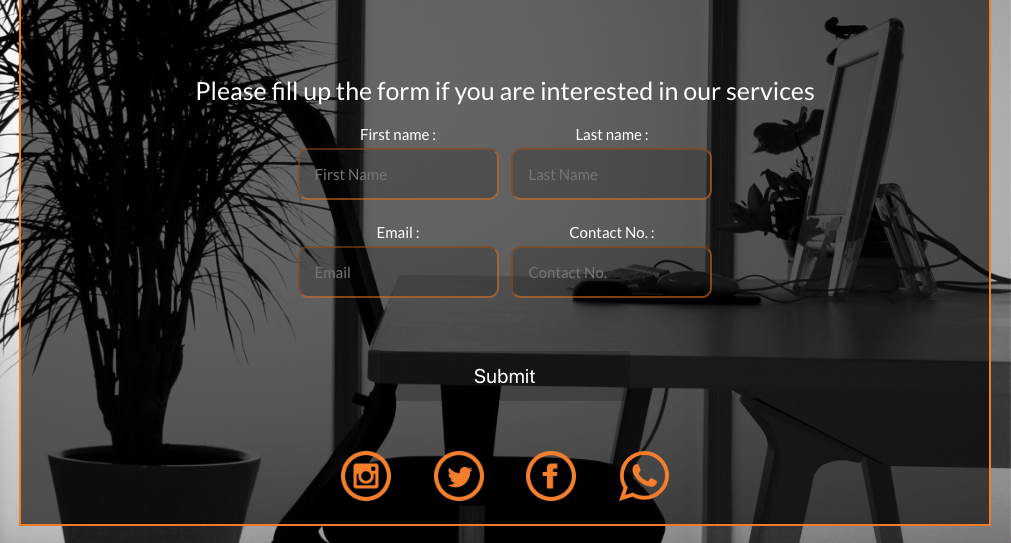 Please fill up the form if you are interested in our services
First name : Last name :
First Name Last Name
Email : Contact No. :
Email Contact No.
Submit